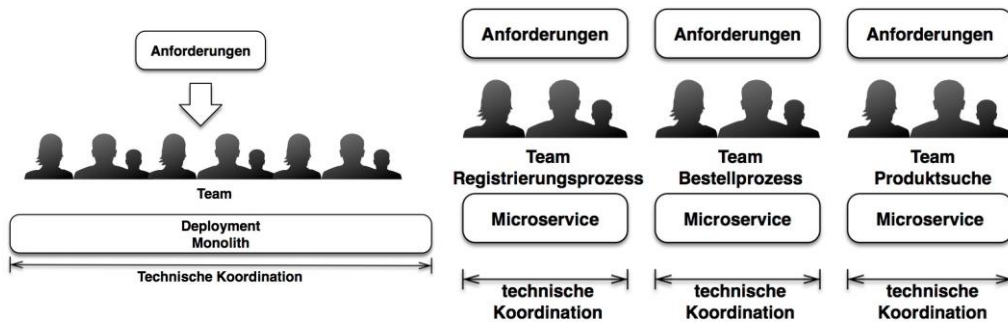 Anforderungen
Team
Deployment
Monolith
Technische Koordination
Anforderungen
Team
Registrierungsprozess
Microservice
technische
Koordination
Anforderungen
Team
Bestellprozess
Microservice
technische
Koordination
Anforderungen
Team
Produktsuche
Microservice
technische
Koordination